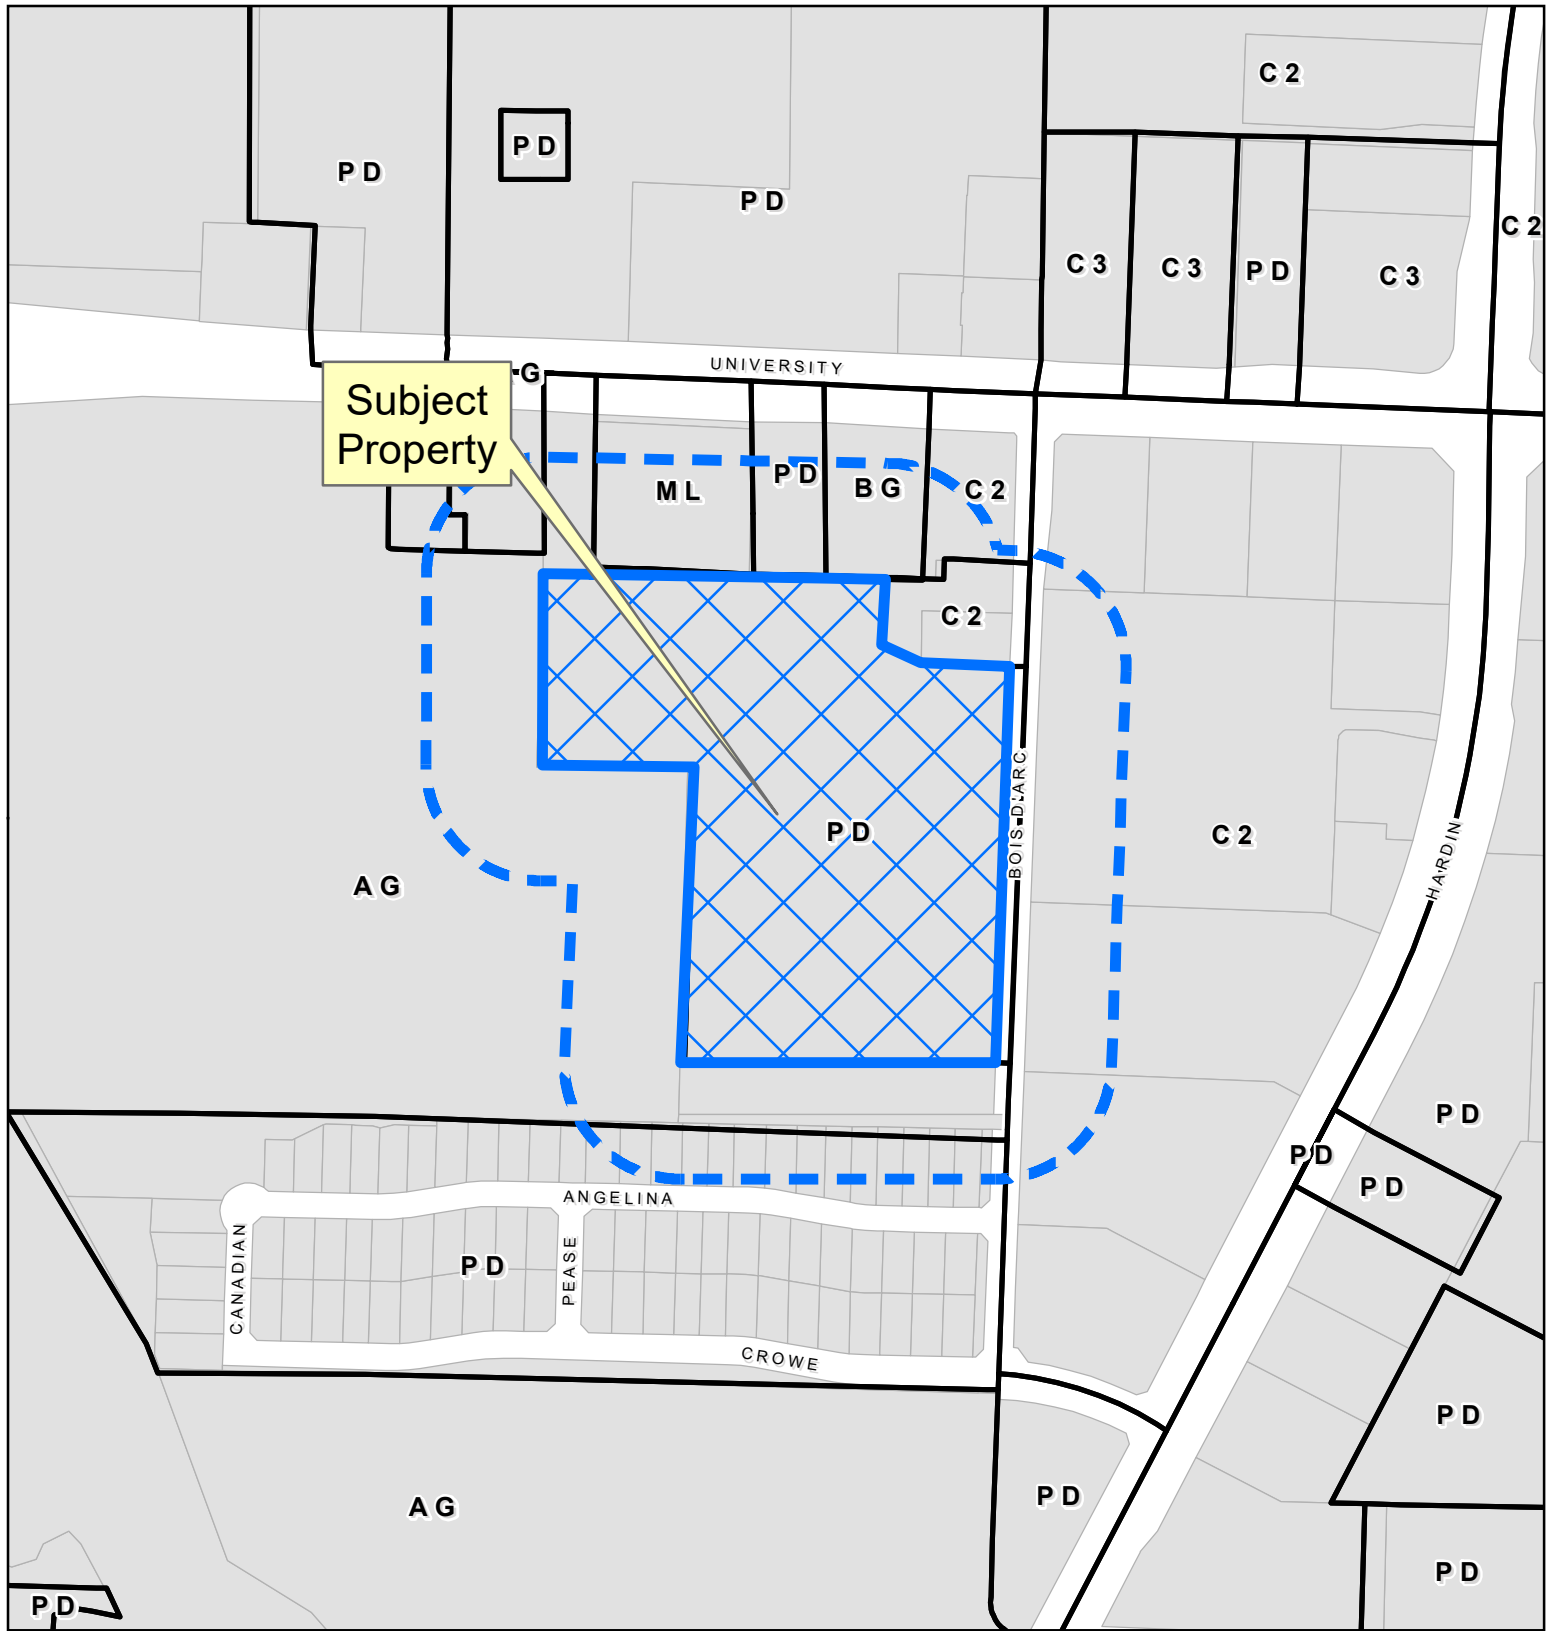 C 2
P D
P D
P D
C 2
C 3
C 3
P D
C 3
UNIVERSITY
G
Subject
Property
M L
P D
B G
C 2
C 2
BOIS D'ARC
P D
C 2
HARDIN
A G
P D
P D
P D
ANGELINA
CANADIAN
PEASE
P D
CROWE
P D
A G
P D
P D
P D